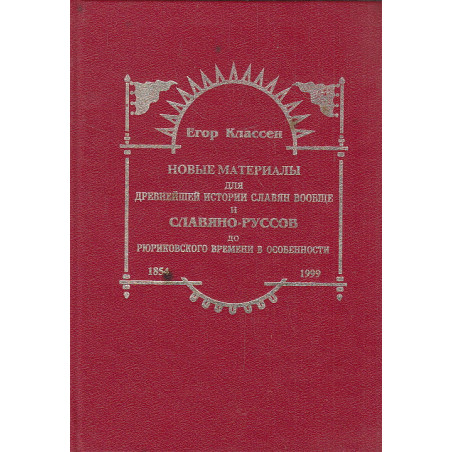 Егор Классен
НОВЫЕ МАТЕРИАЛЫ
для
ДРЕВНЕЙШЕЙ ИСТОРИИ СЛАВЯН ВООБЩЕ
и
СЛАВЯНО-РУССОВ
до
РЮРИКОВСКОГО ВРЕМЕНИ В ОСОБЕННОСТИ
1854 1999